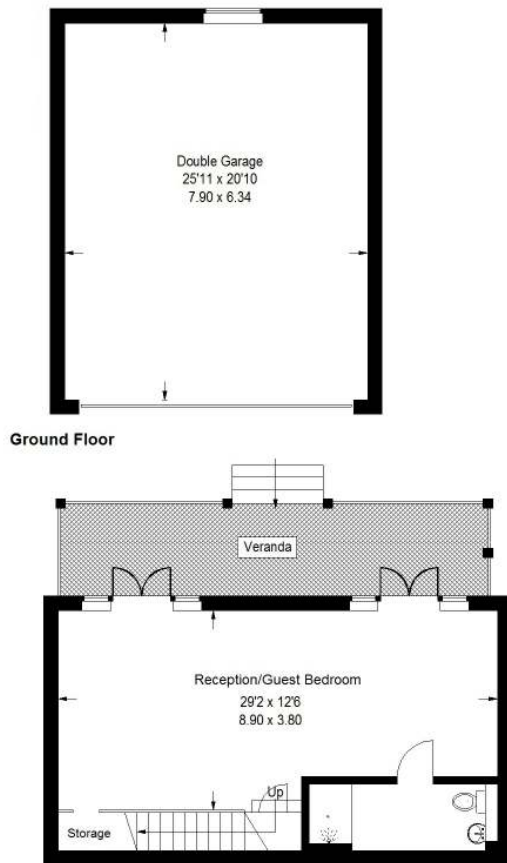 Double Garage
25'11 x 20'10
7.90 x 6.34
Ground Floor
Veranda
Reception/Guest Bedroom
29'2 x 12'6
8.90 x 3.80
Up
Storage